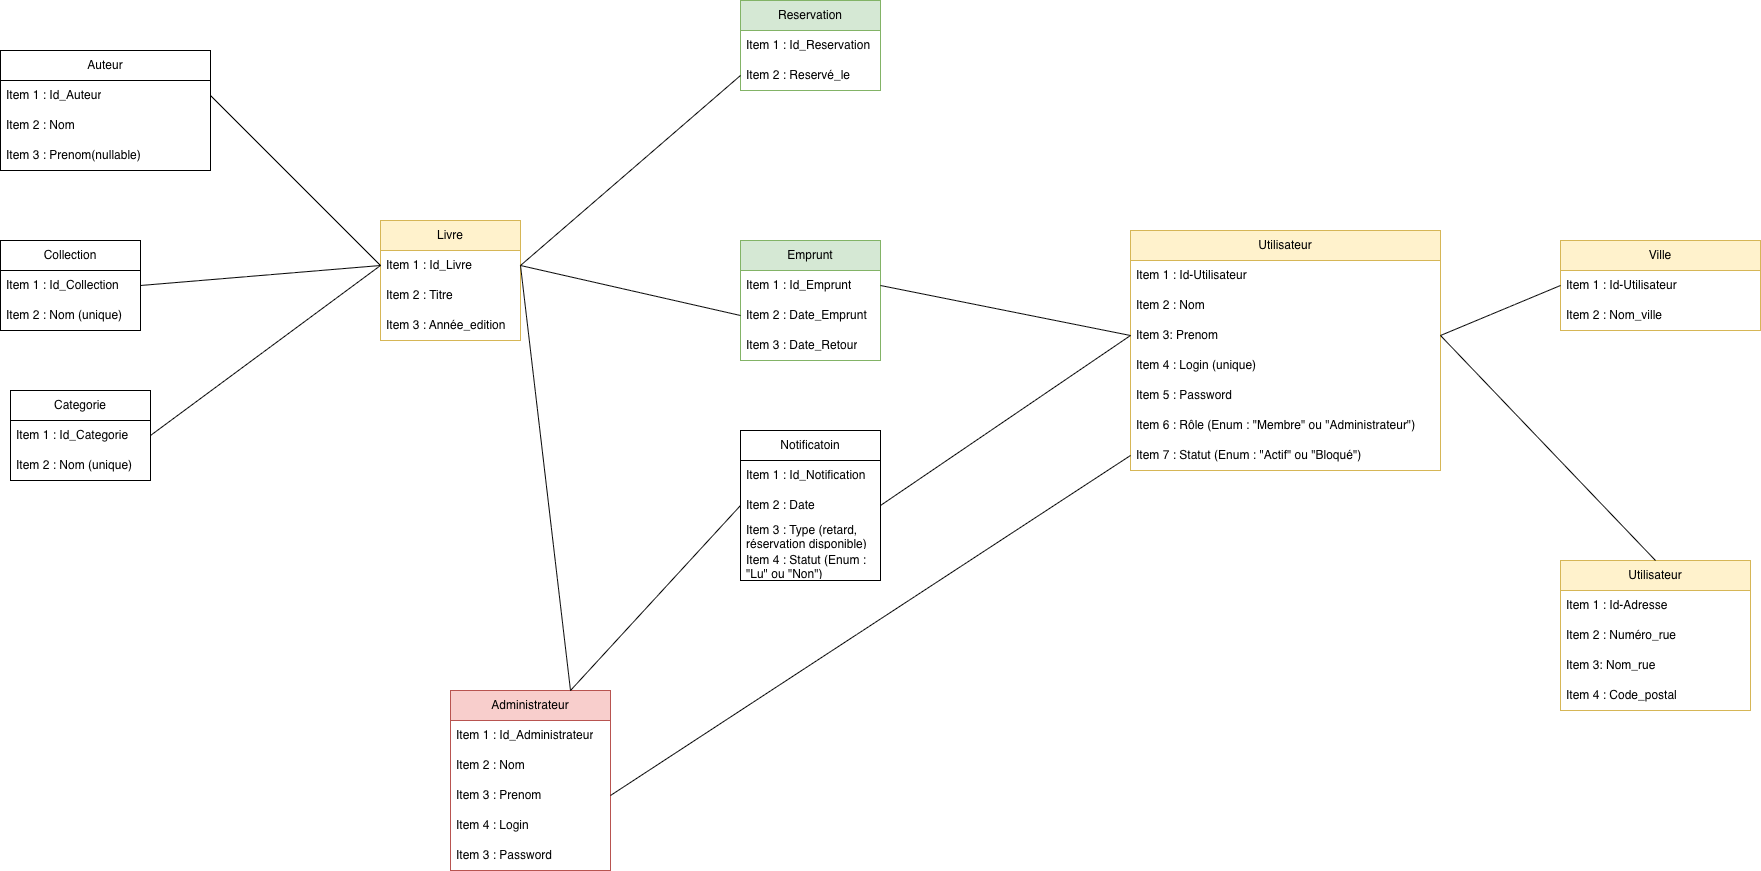 Reservation
Item 1 : Id_Reservation
Item 2 : Reservé_le
Auteur
Item 1 : Id_Auteur
Item 2 : Nom
Item 3 : Prenom(nullable)
Collection
Item 1 : Id_Collection
Item 2 : Nom (unique)
Categorie
Item 1 : Id_Categorie
Item 2 : Nom (unique)
Livre
Item 1 : Id_Livre
Item 2 : Titre
Item 3 : Année_edition
Emprunt
Item 1 : Id_Emprunt
Item 2 : Date_Emprunt
Item 3 : Date_Retour
Notificatoin
Item 1 : Id_Notification
Item 2 : Date
Item 3 : Type (retard,
réservation disponible)
Item 4 : Statut (Enum :
"Lu" ou "Non")
Utilisateur
Item 1 : Id-Utilisateur
Item 2 : Nom
Item 3: Prenom
Item 4 : Login (unique)
Item 5 : Password
Item 6 : Rôle (Enum : "Membre" ou "Administrateur")
Item 7 : Statut (Enum : "Actif" ou "Bloqué")
Ville
Item 1 : Id-Utilisateur
Item 2 : Nom_ville
Utilisateur
Item 1 : Id-Adresse
Item 2 : Numéro_rue
Item 3: Nom_rue
Item 4 : Code_postal
Administrateur
Item 1 : Id_Administrateur
Item 2 : Nom
Item 3 : Prenom
Item 4 : Login
Item 3 : Password